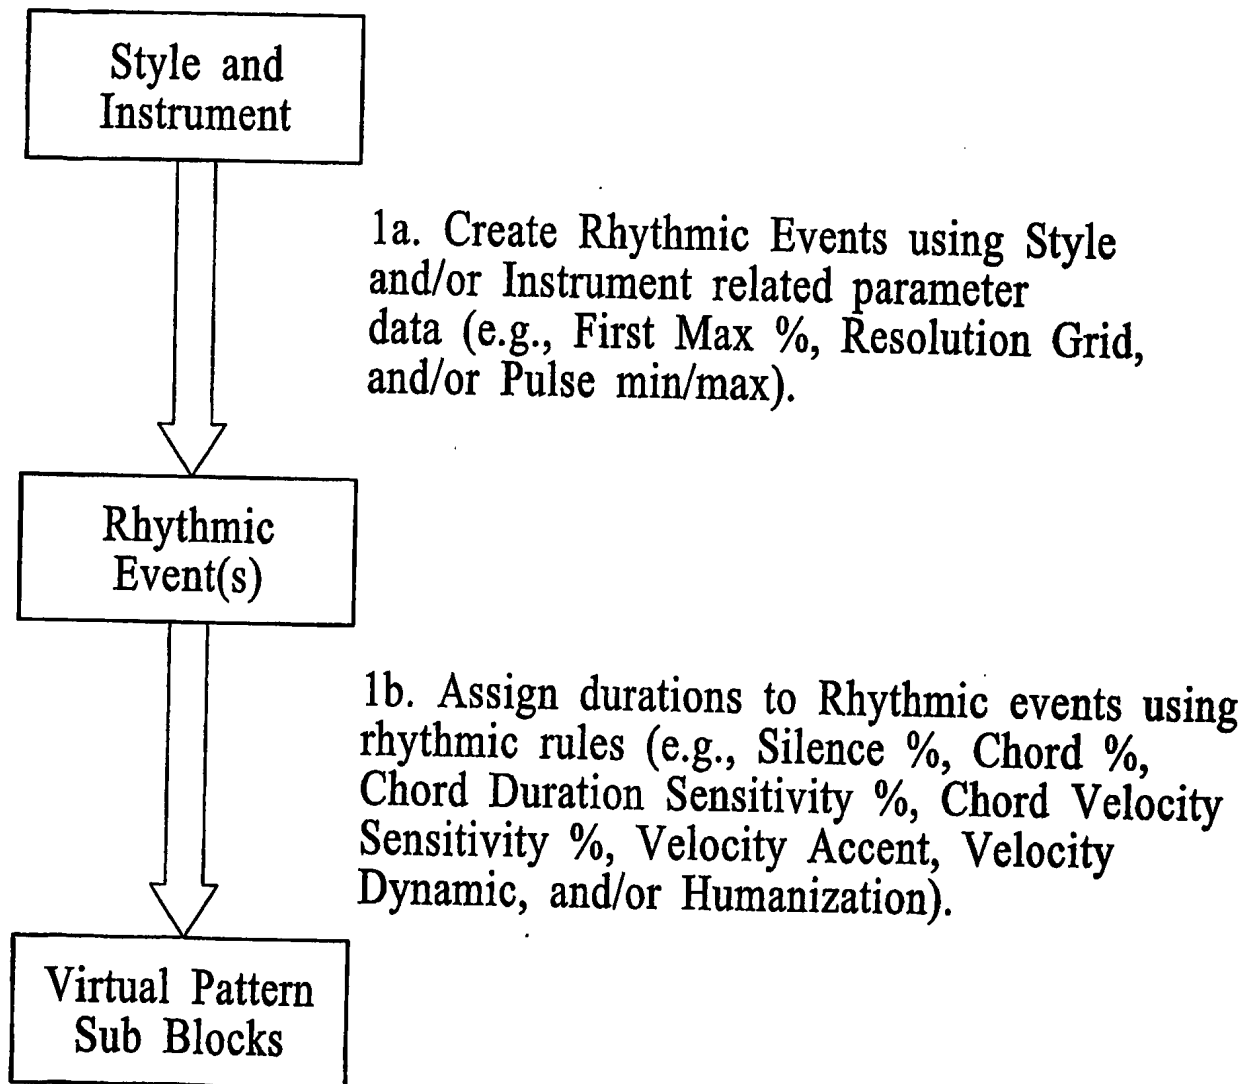 Style and
Instrument
1a. Create Rhythmic Events using Style
and/or Instrument related parameter
data (e.g., First Max %, Resolution Grid,
and/or Pulse min/max).
Rhythmic
Event(s)
1b. Assign durations to Rhythmic events using
rhythmic rules (e.g., Silence %, Chord %,
Chord Duration Sensitivity %, Chord Velocity
Sensitivity %, Velocity Accent, Velocity
Dynamic, and/or Humanization).
Virtual Pattern
Sub Blocks